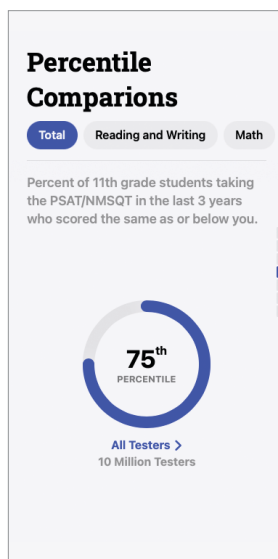 Percentile
Comparions
Total Reading and Writing Math
Percent of 11th grade students taking
the PSAT/NMSQT in the last 3 years
who scored the same as or below you.
75th
PERCENTILE
All Testers >
10 Million Testers